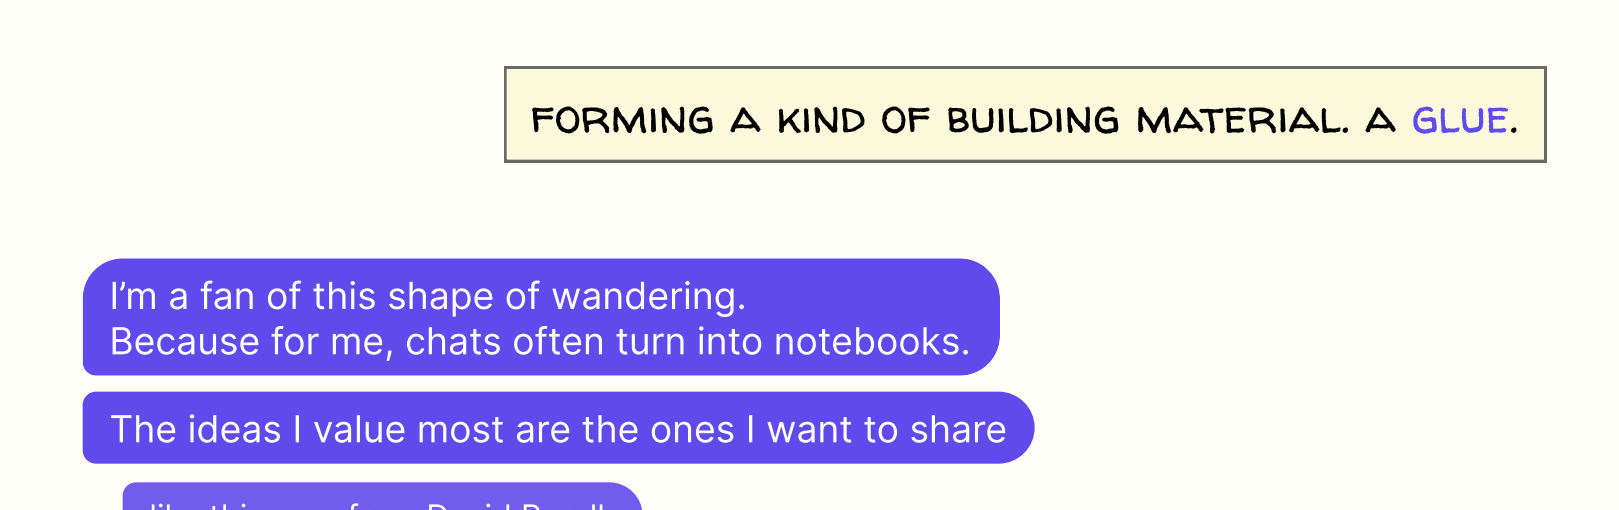 FORMING A KIND OF BUILDING MATERIAL. A GLUE.
I’m a fan of this shape of wandering.
Because for me, chats often turn into notebooks.
The ideas I value most are the ones I want to share